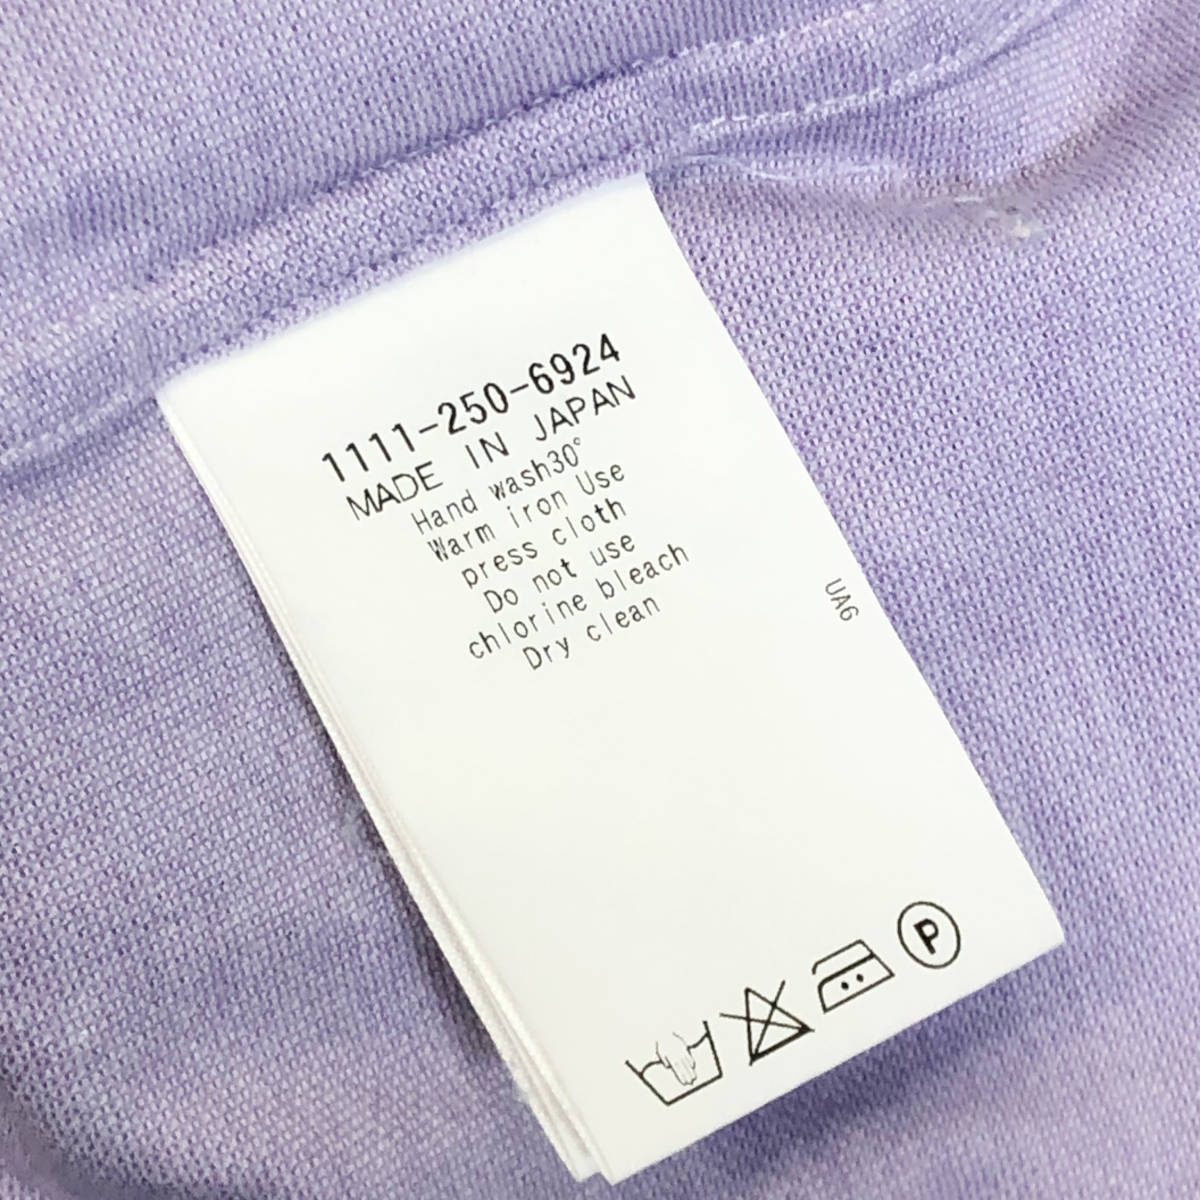 1111-250-6924
MADE IN JAPAN
Hand wash30°
Warm iron Use
press cloth
Do not use
chlorine bleach
Dry clean
UA6
P